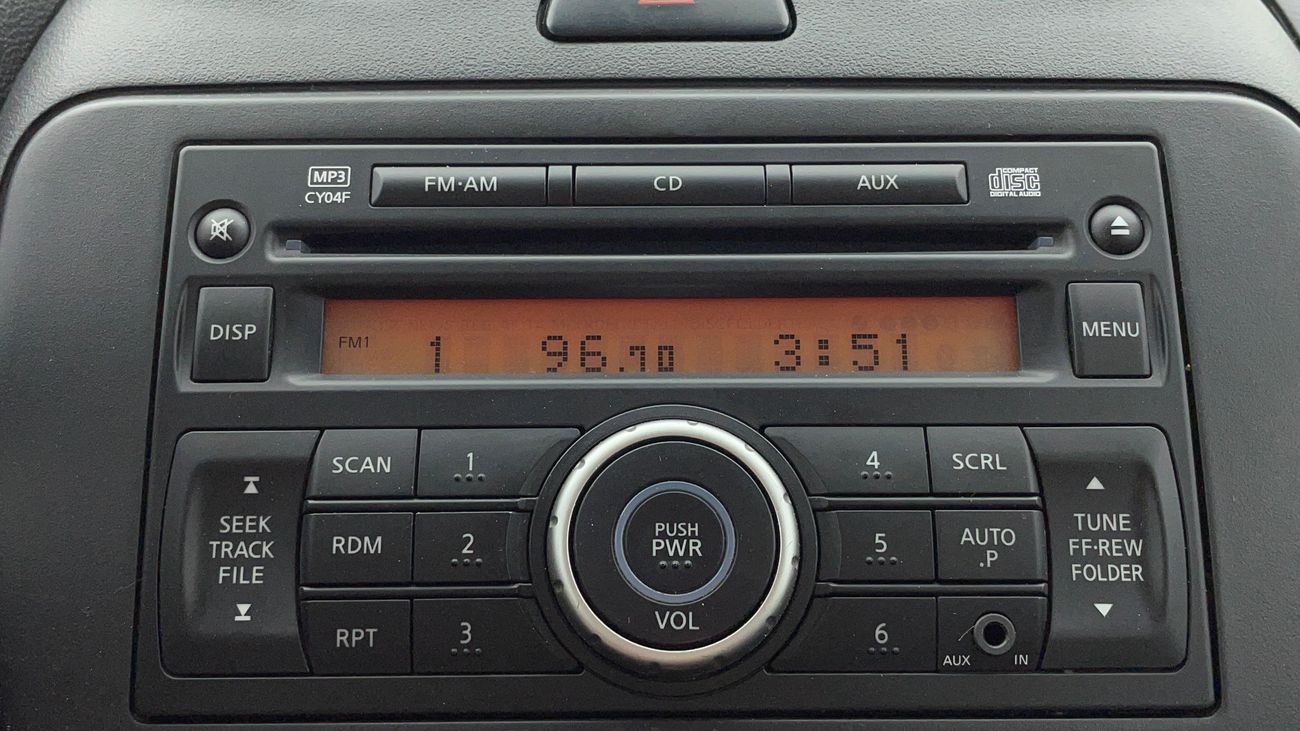 MP3
CY04F
FM·AM
CD
AUX
COMPACT
disc
DIGITAL AUDIO
DISP
FM1 1 96.70 3:51
MENU
SEEK
TRACK
FILE
SCAN
1
RDM
2
RPT
3
PUSH
PWR
VOL
4
SCRL
5
AUTO
.P
6
AUX IN
TUNE
FF·REW
FOLDER